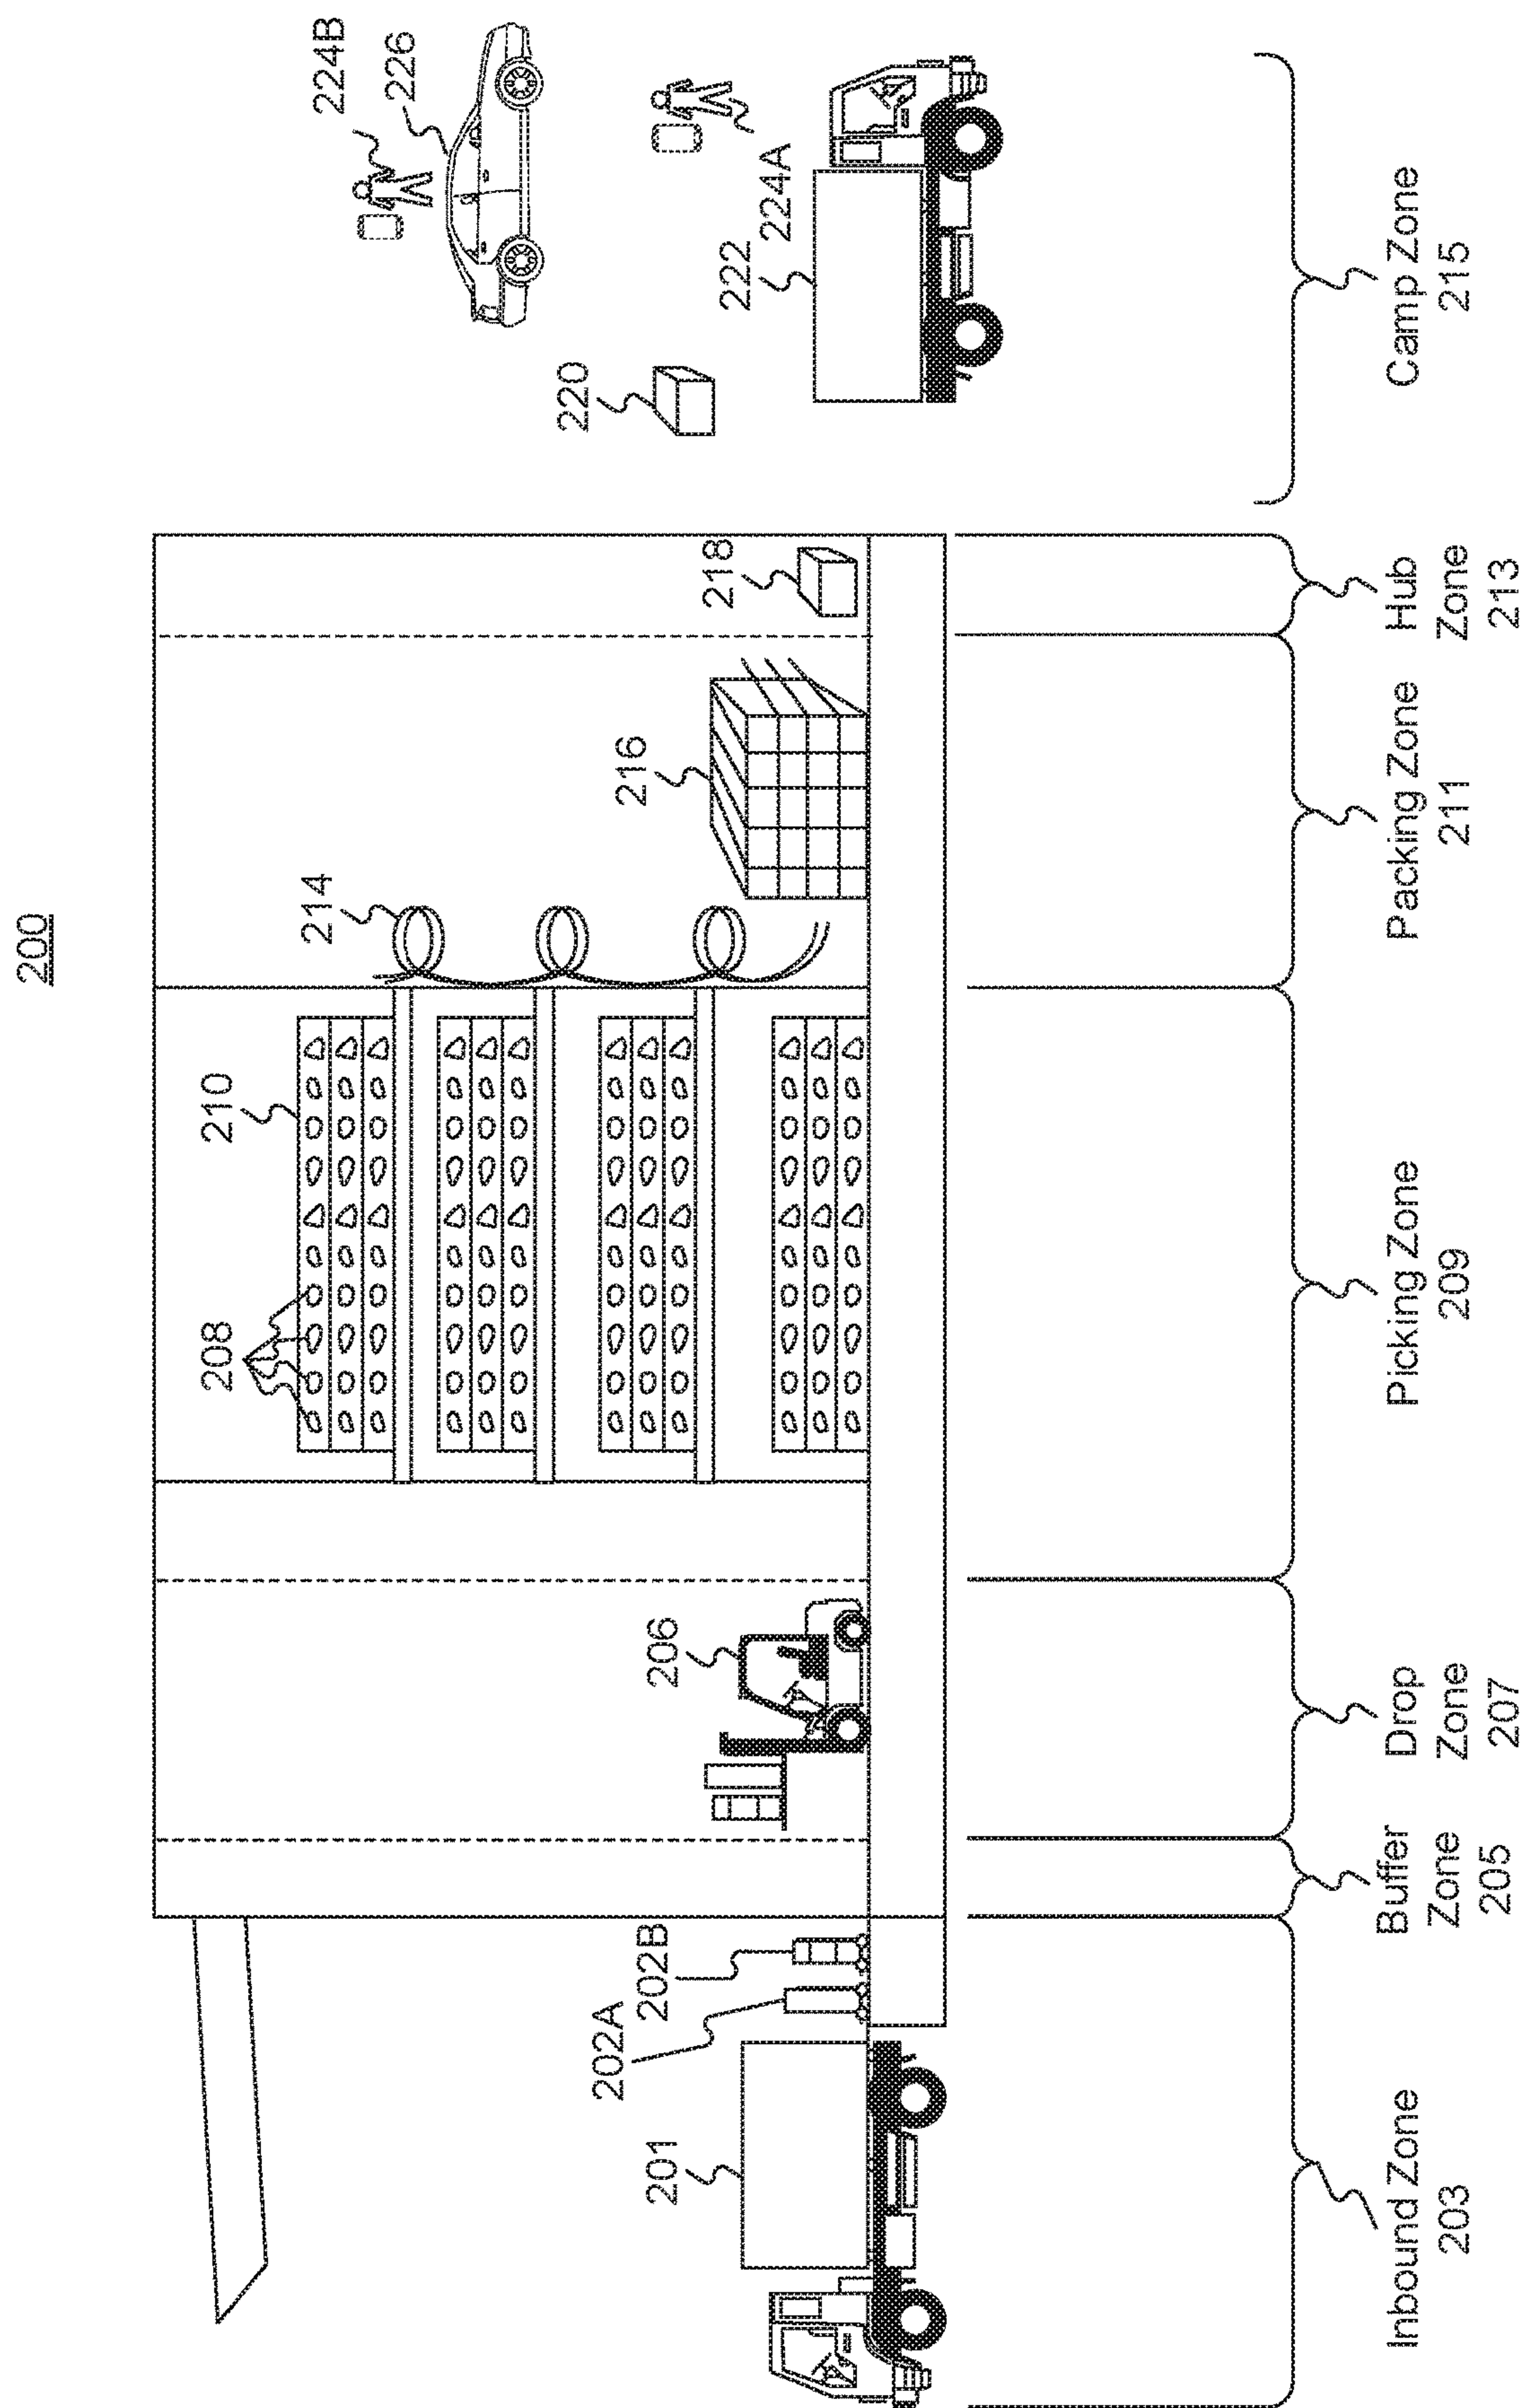 200
224B
226
224A
222
220
218
216
214
210
208
206
202B
202A
201
Inbound Zone
203
Buffer
Zone
205
Drop
Zone
207
Picking Zone
209
Packing Zone
211
Hub
Zone
213
Camp Zone
215